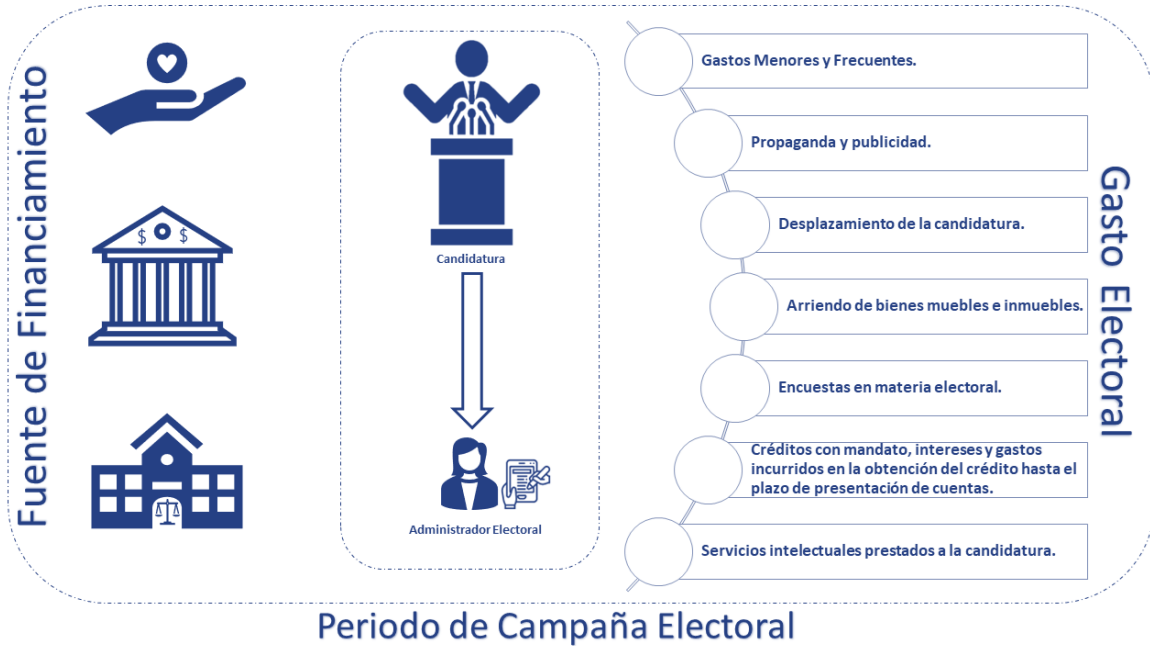 Fuente de Financiamiento
$ $
Candidatura
Administrador Electoral
Gastos Menores y Frecuentes.
Propaganda y publicidad.
Desplazamiento de la candidatura.
Arriendo de bienes muebles e inmuebles.
Encuestas en materia electoral.
Créditos con mandato, intereses y gastos
incurridos en la obtención del crédito hasta el
plazo de presentación de cuentas.
Servicios intelectuales prestados a la candidatura.
Gasto Electoral
Periodo de Campaña Electoral